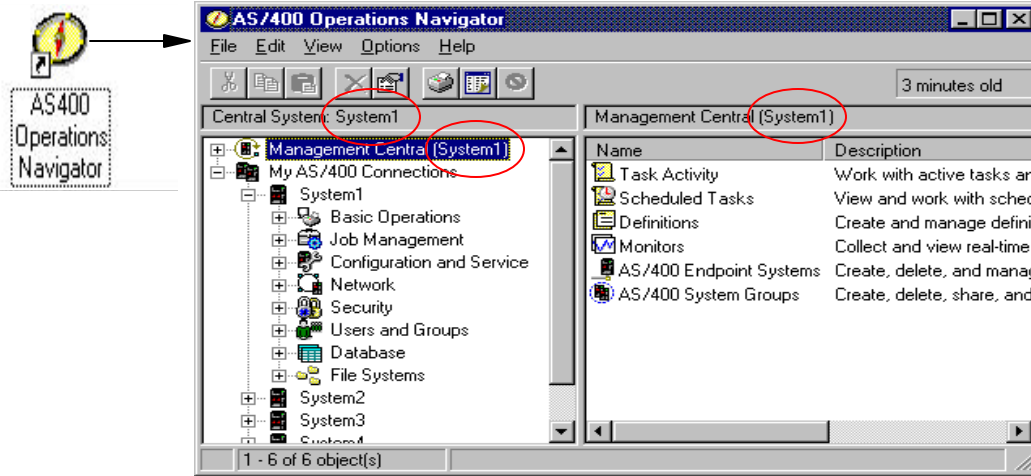 AS400
Operations
Navigator
AS/400 Operations Navigator
File Edit View Options Help
3 minutes old
Central System: System1
Management Central (System1)
Management Central (System1)
My AS/400 Connections
System1
Basic Operations
Job Management
Configuration and Service
Network
Security
Users and Groups
Database
File Systems
System2
System3
System4
Name Description
Task Activity Work with active tasks an
Scheduled Tasks View and work with sched
Definitions Create and manage defini
Monitors Collect and view real-time
AS/400 Endpoint Systems Create, delete, and manag
AS/400 System Groups Create, delete, share, and
1 - 6 of 6 object(s)